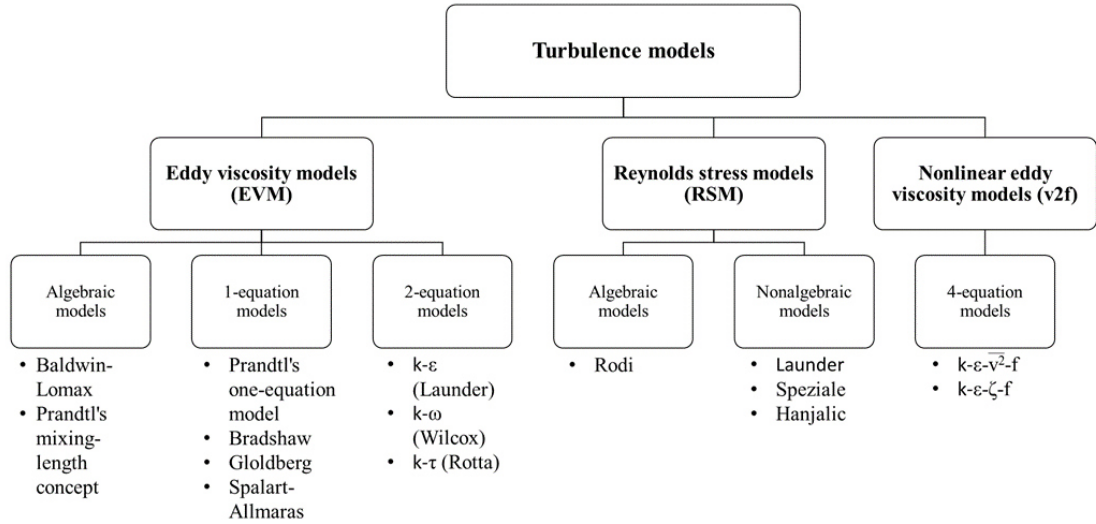 Turbulence models
Eddy viscosity models
(EVM)
Reynolds stress models
(RSM)
Nonlinear eddy
viscosity models (v2f)
Algebraic
models
1-equation
models
2-equation
models
Algebraic
models
Nonalgebraic
models
4-equation
models
• Baldwin-
Lomax
• Prandtl's
mixing-
length
concept
• Prandtl's
one-equation
model
• Bradshaw
• Gloldberg
• Spalart-
Allmaras
• k-ε
(Launder)
• k-ω
(Wilcox)
• k-τ (Rotta)
• Rodi
• Launder
• Speziale
• Hanjalic
• k-ε-v̅²-f
• k-ε-ζ-f